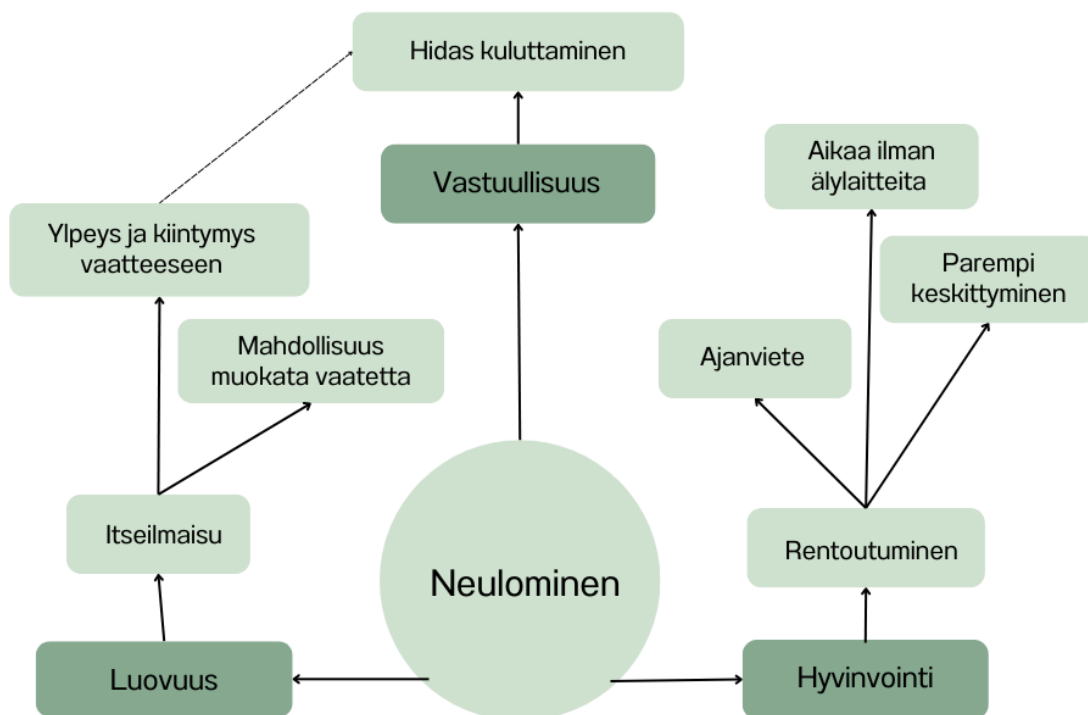 Hidas kuluttaminen
Vastuullisuus
Aikaa ilman
älylaitteita
Ylpeys ja kiintymys
vaatteeseen
Parempi
keskittyminen
Mahdollisuus
muokata vaatetta
Ajanviete
Itseilmaisu
Rentoutuminen
Neulominen
Luovuus
Hyvinvointi